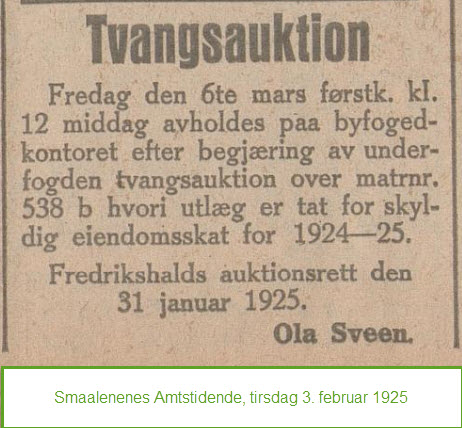 Tvangsauktion
Fredag den 6te mars førstk. kl.
12 middag avholdes paa byfoged-
kontoret efter begjæring av under-
fogden tvangsauktion over matrnr.
538 b hvori utlæg er tat for skyl-
dig eiendomsskat for 1924—25.
Fredrikshalds auktionsrett den
31 januar 1925.
Ola Sveen.
Smaalenenes Amtstidende, tirsdag 3. februar 1925